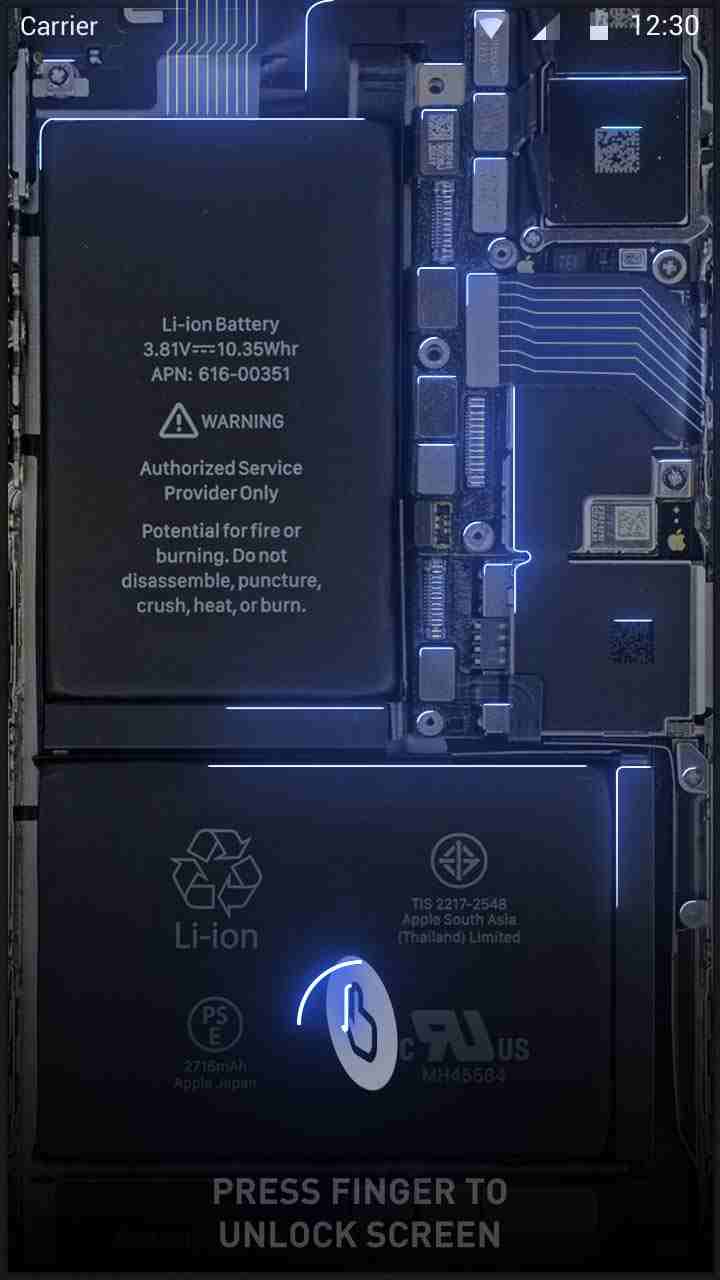 Carrier 12:30
Li-ion Battery
3.81V⎓10.35Whr
APN: 616-00351
WARNING
Authorized Service
Provider Only
Potential for fire or
burning. Do not
disassemble, puncture,
crush, heat, or burn.
Li-ion
TIS 2217-2548
Apple South Asia
(Thailand) Limited
PS
E
2716mAh
Apple Japan
C RU US
MH45564
PRESS FINGER TO
UNLOCK SCREEN